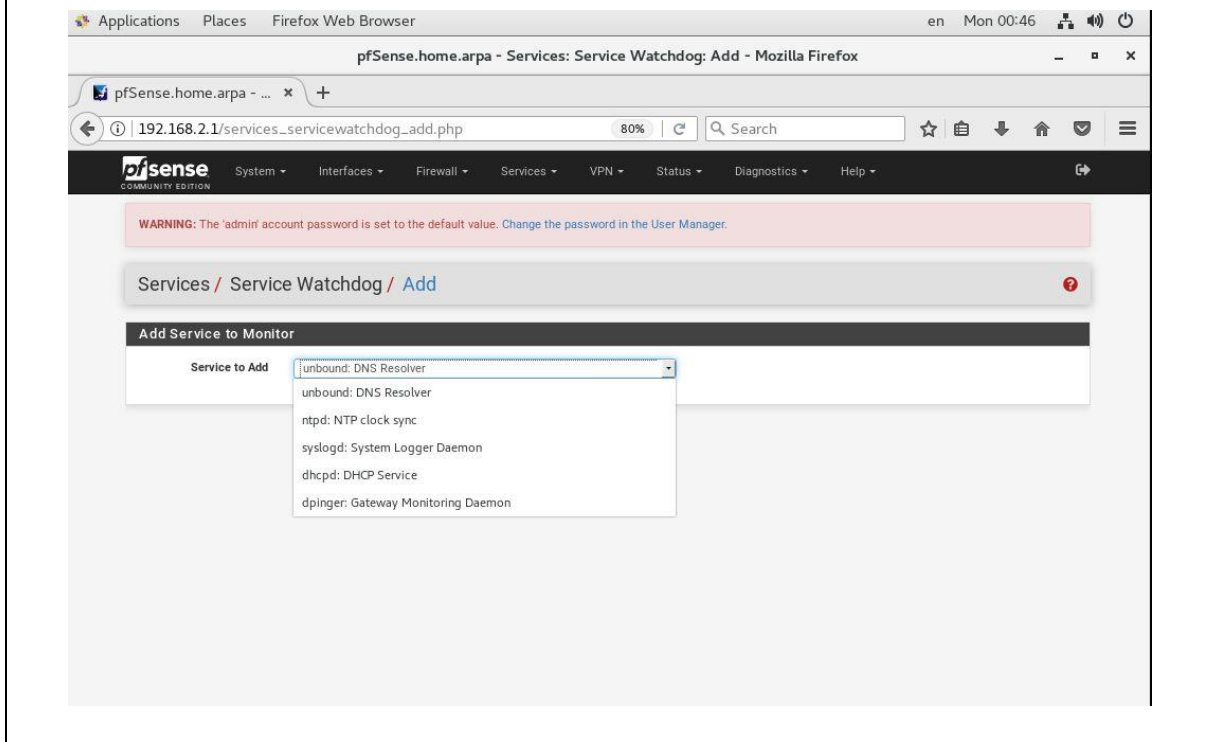 Applications Places Firefox Web Browser en Mon 00:46
pfSense.home.arpa - Services: Service Watchdog: Add - Mozilla Firefox
pfSense.home.arpa - ...
192.168.2.1/services_servicewatchdog_add.php 80% Search
pfsense System Interfaces Firewall Services VPN Status Diagnostics Help
COMMUNITY EDITION
WARNING: The 'admin' account password is set to the default value. Change the password in the User Manager.
Services / Service Watchdog / Add
Add Service to Monitor
Service to Add unbound: DNS Resolver
unbound: DNS Resolver
ntpd: NTP clock sync
syslogd: System Logger Daemon
dhcpd: DHCP Service
dpinger: Gateway Monitoring Daemon